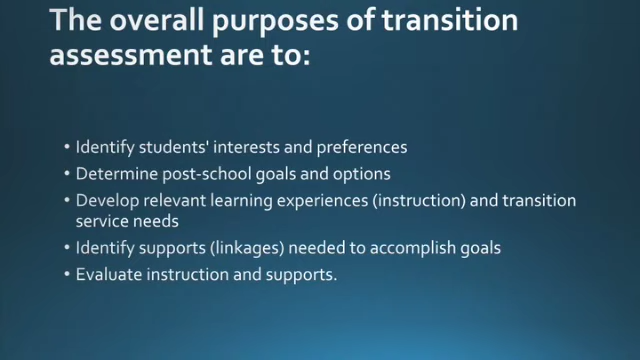 The overall purposes of transition
assessment are to:
• Identify students' interests and preferences
• Determine post-school goals and options
• Develop relevant learning experiences (instruction) and transition
service needs
• Identify supports (linkages) needed to accomplish goals
• Evaluate instruction and supports.